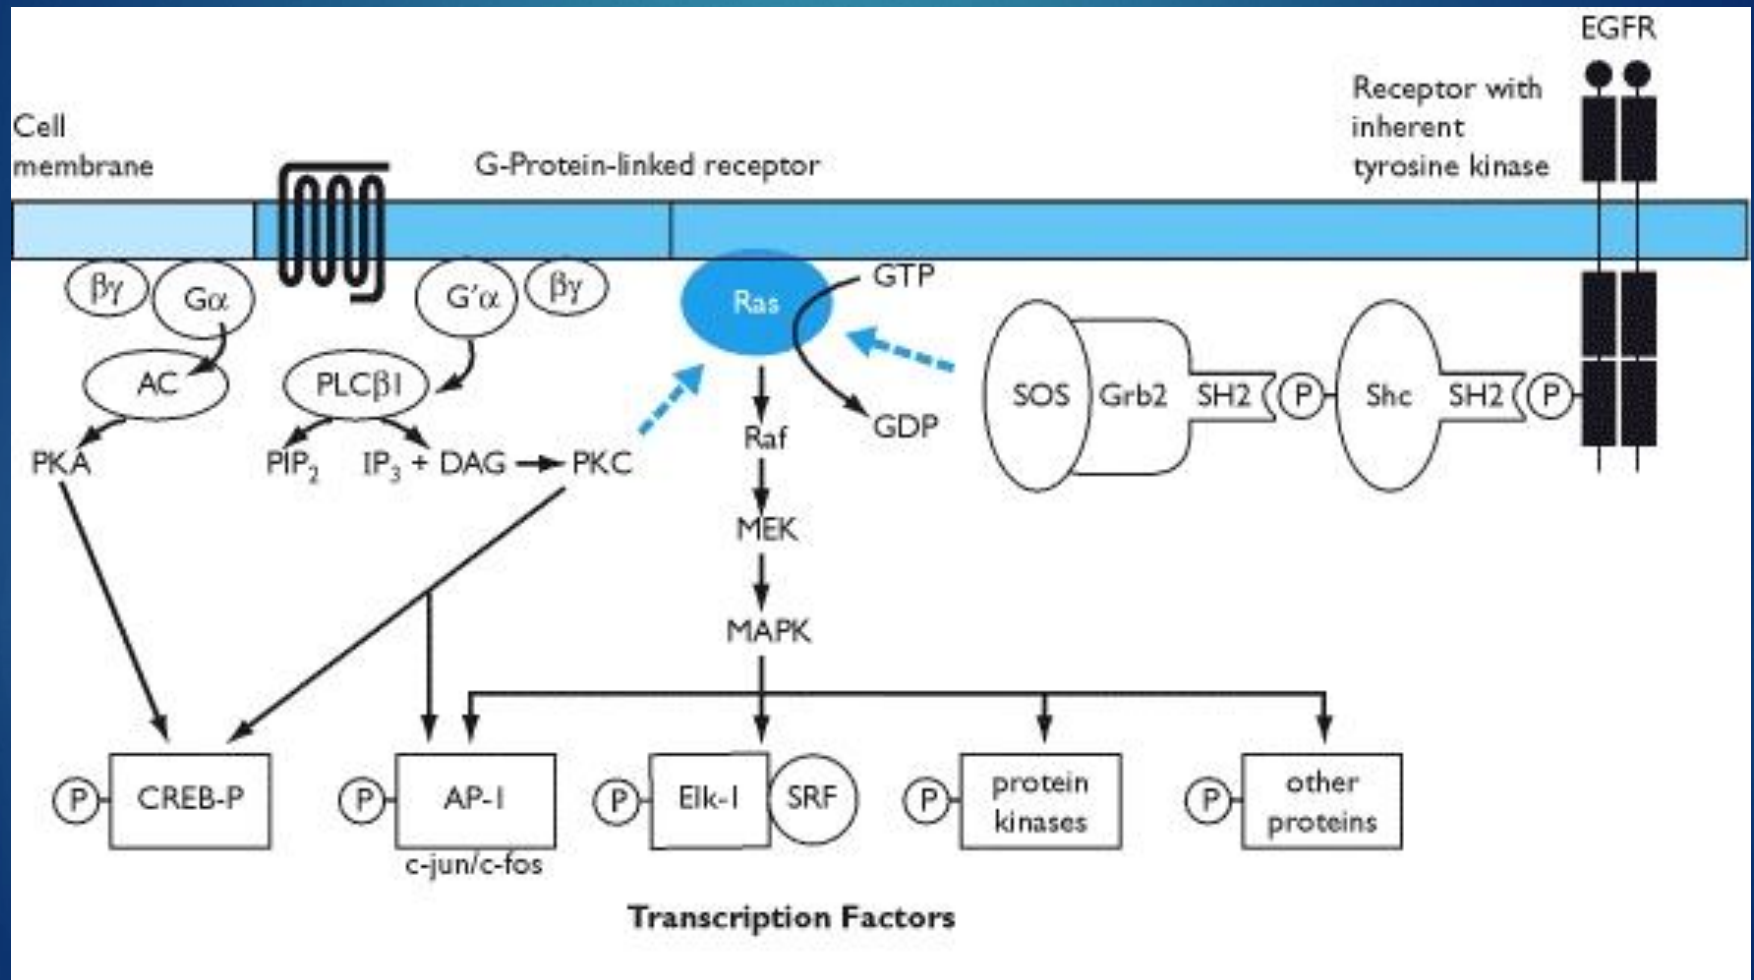 EGFR
Receptor with
inherent
tyrosine kinase
Cell
membrane
G-Protein-linked receptor
βγ
Gα
G'α
βγ
Ras
GTP
AC
PLCβ1
SOS
Grb2
SH2
P
Shc
SH2
P
GDP
Raf
PKA
PIP₂
IP₃ + DAG
PKC
MEK
MAPK
P
CREB-P
P
AP-1
P
Elk-1
SRF
P
protein
kinases
P
other
proteins
c-jun/c-fos
Transcription Factors